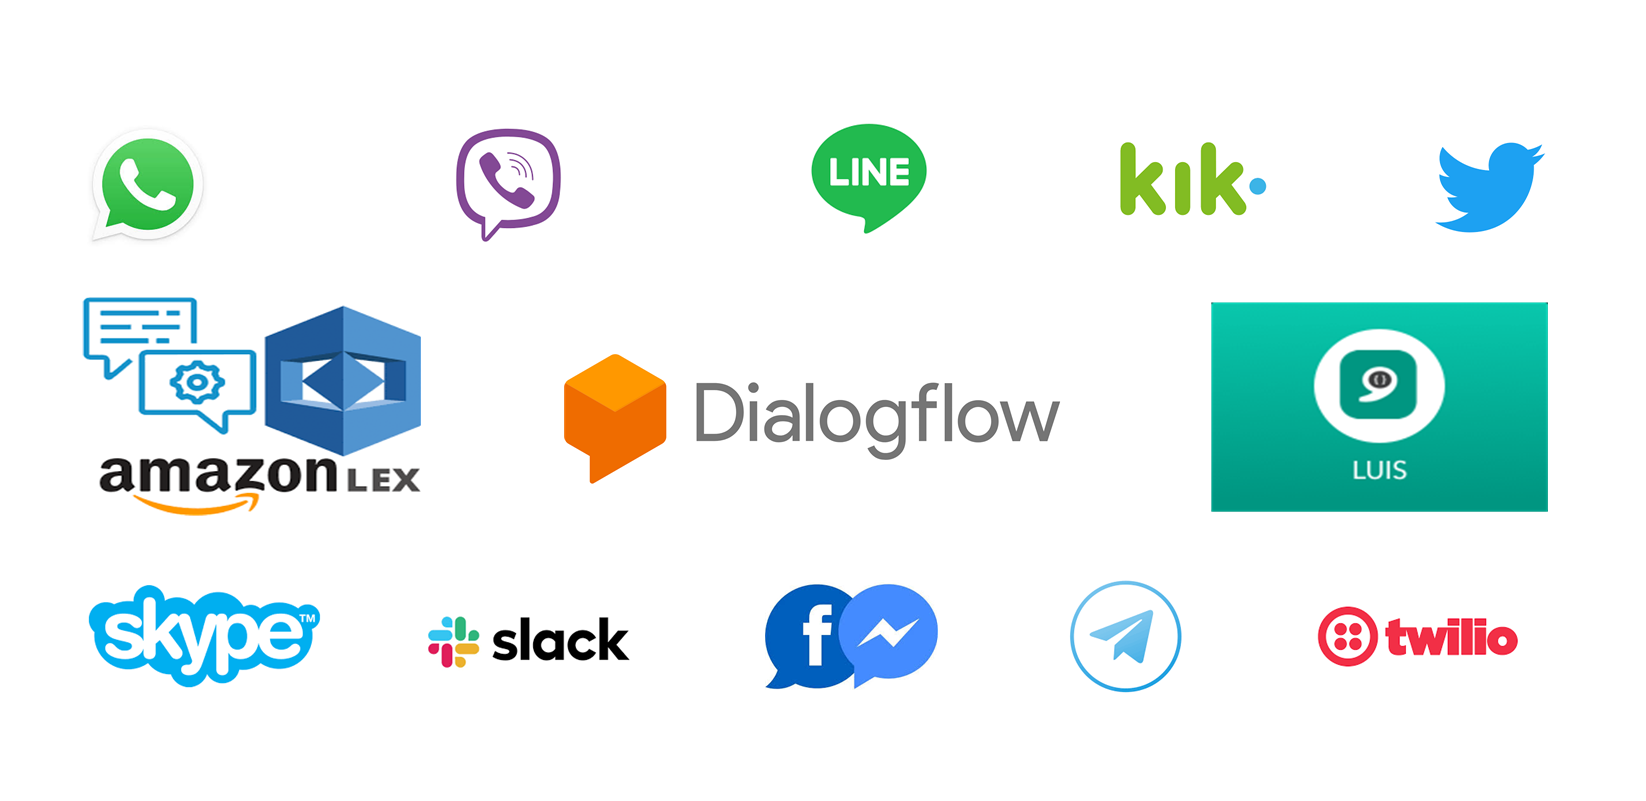 LINE
kik
amazon LEX
Dialogflow
LUIS
skype™
slack
f
twilio